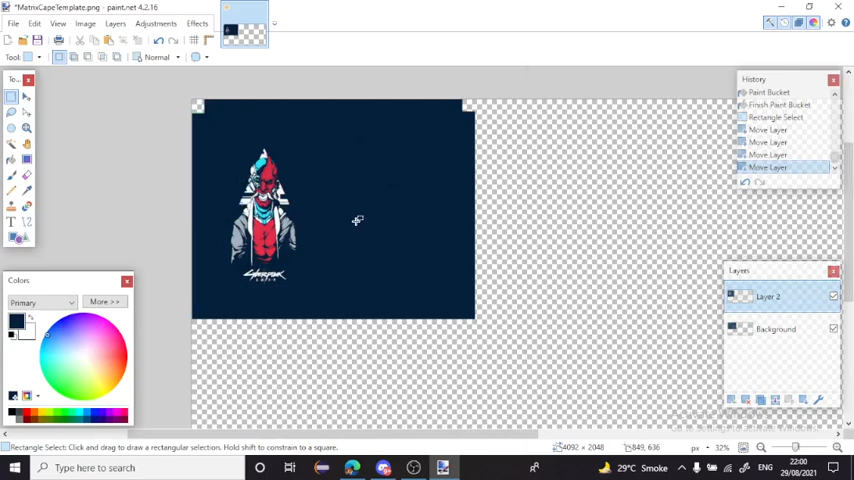 *MatrixCapeTemplate.png - paint.net 4.2.16
File Edit View Image Layers Adjustments Effects
Tool: Normal
To...
History
Paint Bucket
Finish Paint Bucket
Rectangle Select
Move Layer
Move Layer
Move Layer
Move Layer
Cyberpunk
Colors
Primary More >>
Layers
Layer 2
Background
Rectangle Select: Click and drag to draw a rectangular selection. Hold shift to constrain to a square. 4092 × 2048 849, 636 px 32%
Type here to search 29°C Smoke ENG 22:00
29/08/2021